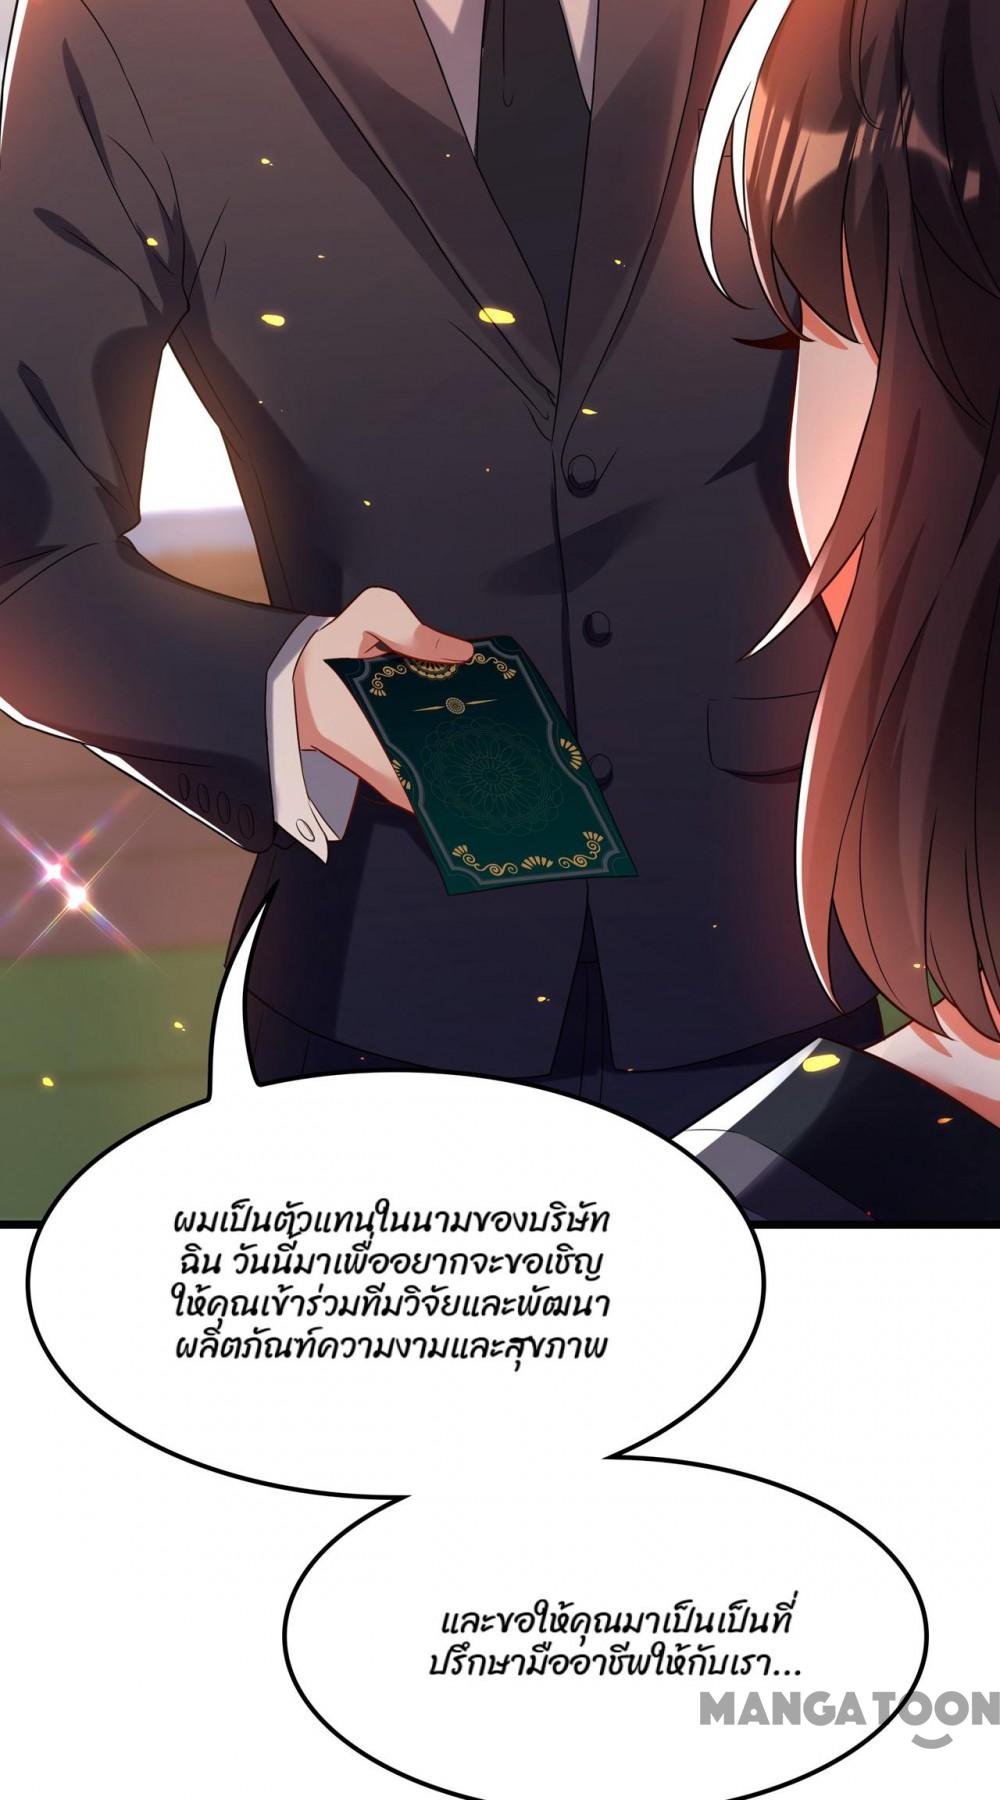 ผมเป็นตัวแทนในนามของบริษัท
ฉิน วันนี้มาเพื่ออยากจะขอเชิญ
ให้คุณเข้าร่วมทีมวิจัยและพัฒนา
ผลิตภัณฑ์ความงามและสุขภาพ
และขอให้คุณมาเป็นเป็นที่
ปรึกษามืออาชีพให้กับเรา...
MANGATOON